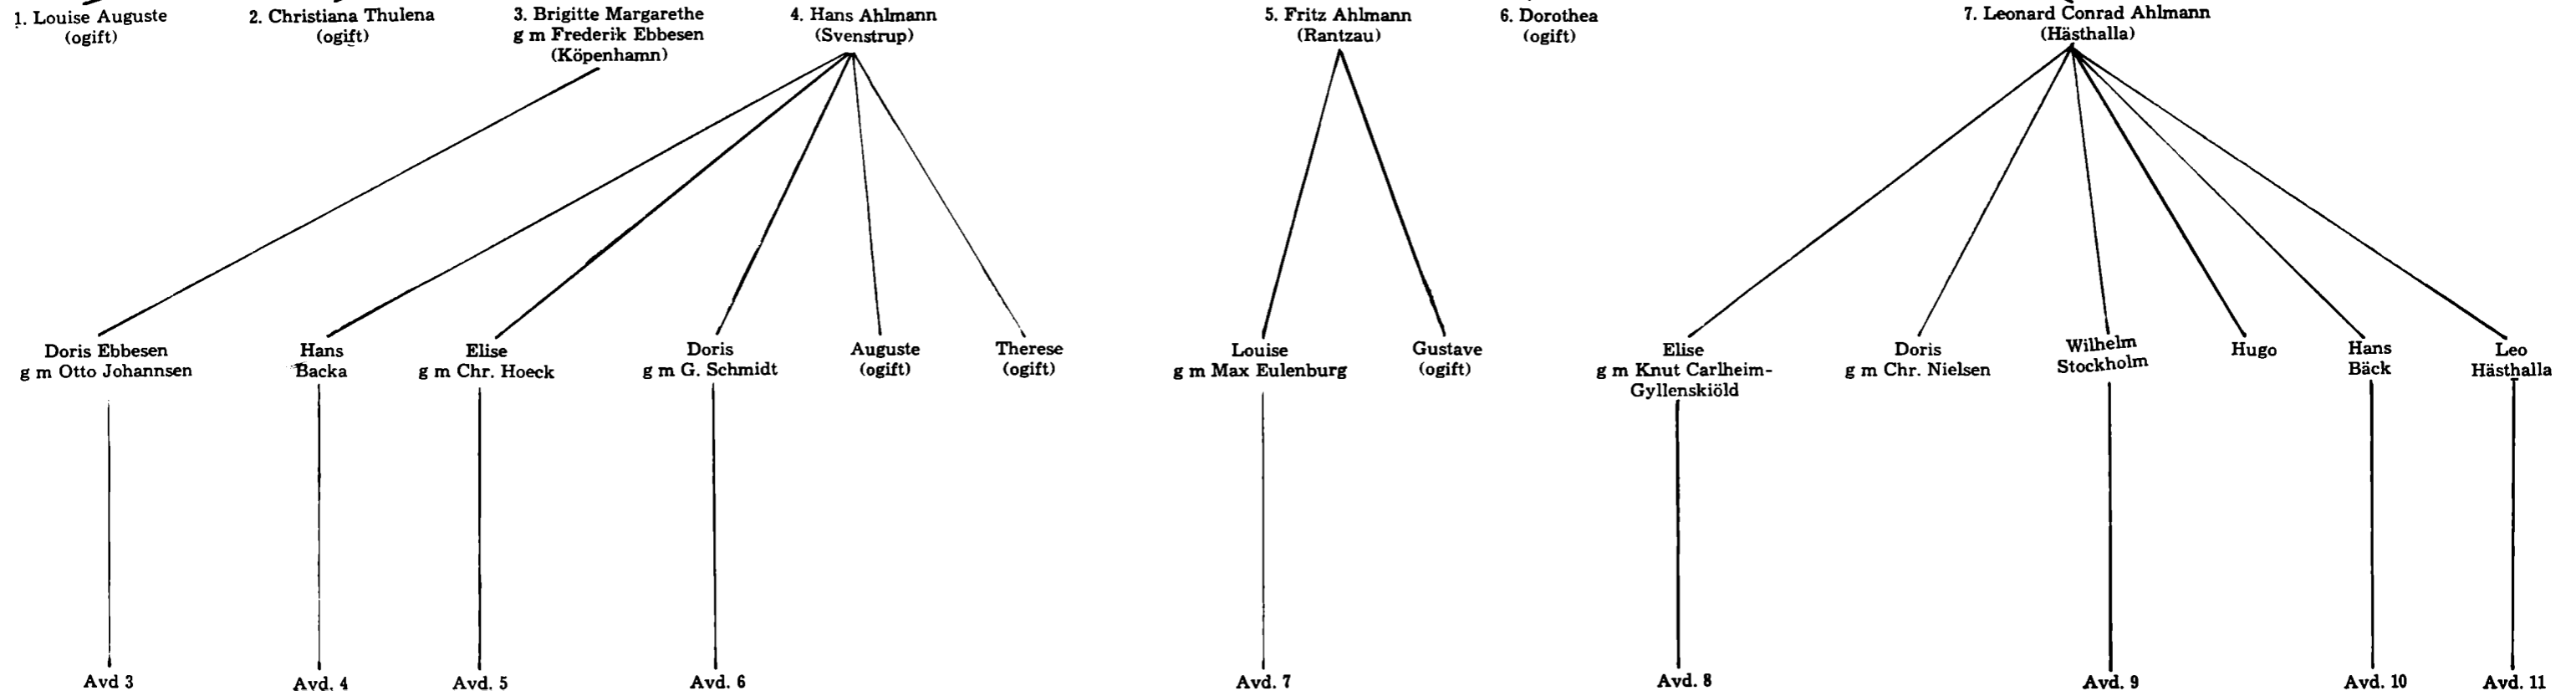 1. Louise Auguste
(ogift)
2. Christiana Thulena
(ogift)
3. Brigitte Margarethe
g m Frederik Ebbesen
(Köpenhamn)
4. Hans Ahlmann
(Svenstrup)
5. Fritz Ahlmann
(Rantzau)
6. Dorothea
(ogift)
7. Leonard Conrad Ahlmann
(Hästhalla)
Doris Ebbesen
g m Otto Johannsen
Hans
Backa
Elise
g m Chr. Hoeck
Doris
g m G. Schmidt
Auguste
(ogift)
Therese
(ogift)
Louise
g m Max Eulenburg
Gustave
(ogift)
Elise
g m Knut Carlheim-
Gyllenskiöld
Doris
g m Chr. Nielsen
Wilhelm
Stockholm
Hugo
Hans
Bäck
Leo
Hästhalla
Avd 3
Avd. 4
Avd. 5
Avd. 6
Avd. 7
Avd. 8
Avd. 9
Avd. 10
Avd. 11